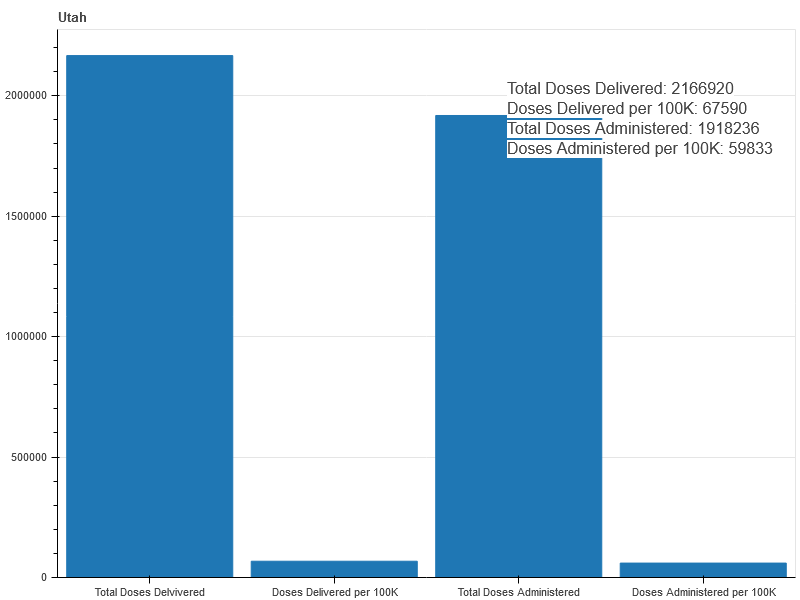 Utah
Total Doses Delivered: 2166920
Doses Delivered per 100K: 67590
Total Doses Administered: 1918236
Doses Administered per 100K: 59833
2000000
1500000
1000000
500000
0
Total Doses Delvivered
Doses Delivered per 100K
Total Doses Administered
Doses Administered per 100K